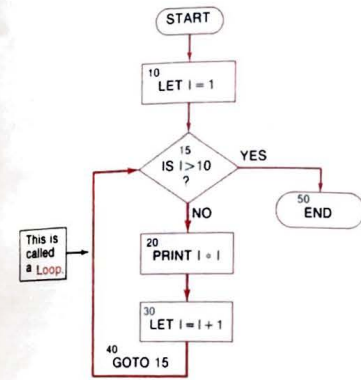 START
10
LET I = 1
15
IS I > 10
?
YES
50
END
NO
This is
called
a Loop.
20
PRINT I * I
30
LET I = I + 1
40
GOTO 15